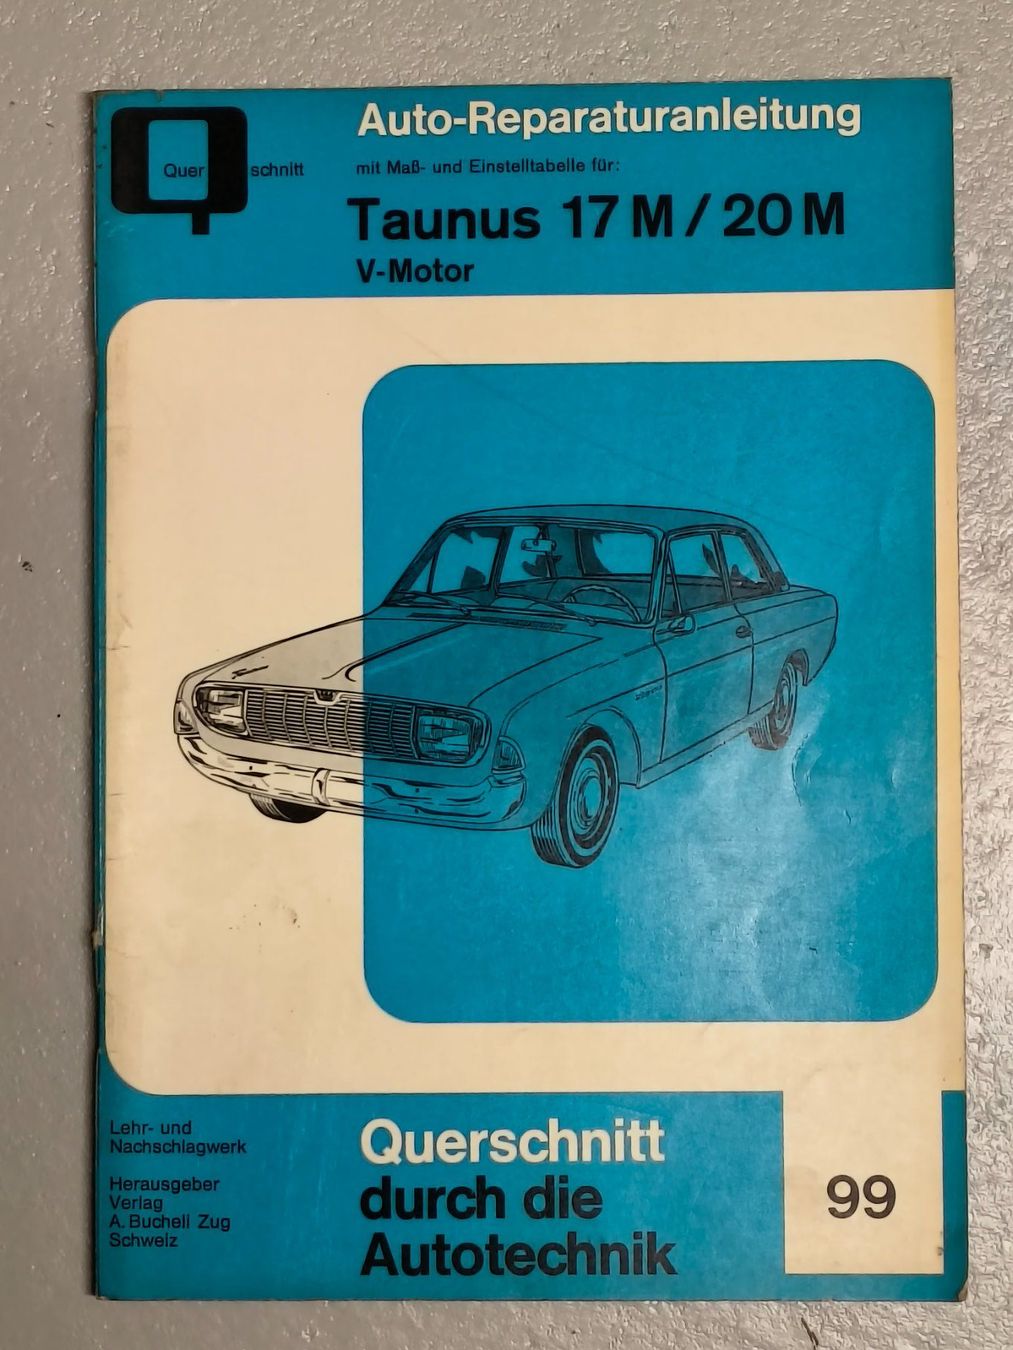 Auto-Reparaturanleitung
Quer schnitt
mit Maß- und Einstelltabelle für:
Taunus 17 M / 20 M
V-Motor
Lehr- und
Nachschlagwerk
Herausgeber
Verlag
A. Bucheli Zug
Schweiz
Querschnitt
durch die
Autotechnik
99